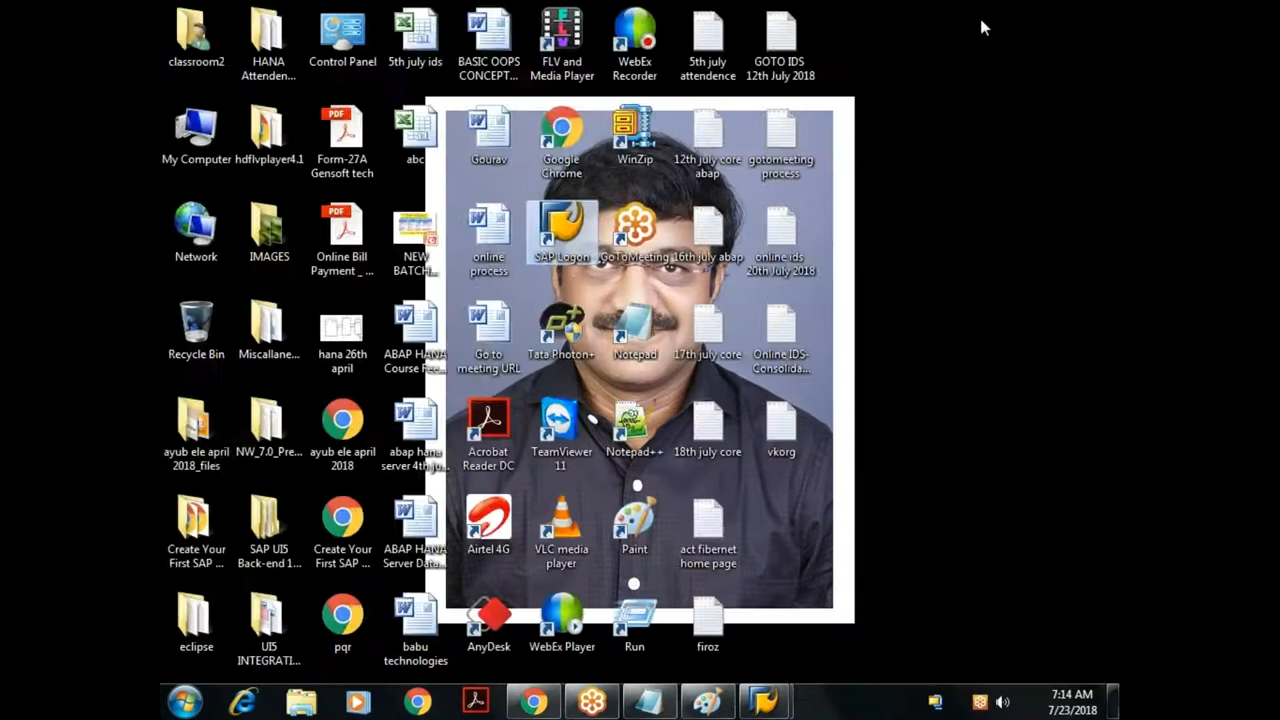 classroom2
HANA
Attenden...
Control Panel
5th july ids
BASIC OOPS
CONCEPT...
FLV and
Media Player
WebEx
Recorder
5th july
attendence
GOTO IDS
12th July 2018
My Computer
hdflvplayer4.1
PDF
Form-27A
Gensoft tech
abc
Gourav
Google
Chrome
WinZip
12th july core
abap
gotomeeting
process
Network
IMAGES
PDF
Online Bill
Payment _ ...
NEW
BATCH...
online
process
SAP Logon
GoToMeeting
16th july abap
online ids
20th July 2018
Recycle Bin
Miscallane...
hana 26th
april
ABAP HANA
Course Fee...
Go to
meeting URL
Tata Photon+
Notepad
17th july core
Online IDS-
Consolida...
ayub ele april
2018_files
NW_7.0_Pre...
ayub ele april
2018
abap hana
server 4th ju...
Acrobat
Reader DC
TeamViewer
11
Notepad++
18th july core
vkorg
Create Your
First SAP ...
SAP UI5
Back-end 1...
Create Your
First SAP ...
ABAP HANA
Server Data...
Airtel 4G
VLC media
player
Paint
act fibernet
home page
eclipse
UI5
INTEGRATI...
pqr
babu
technologies
AnyDesk
WebEx Player
Run
firoz
7:14 AM
7/23/2018